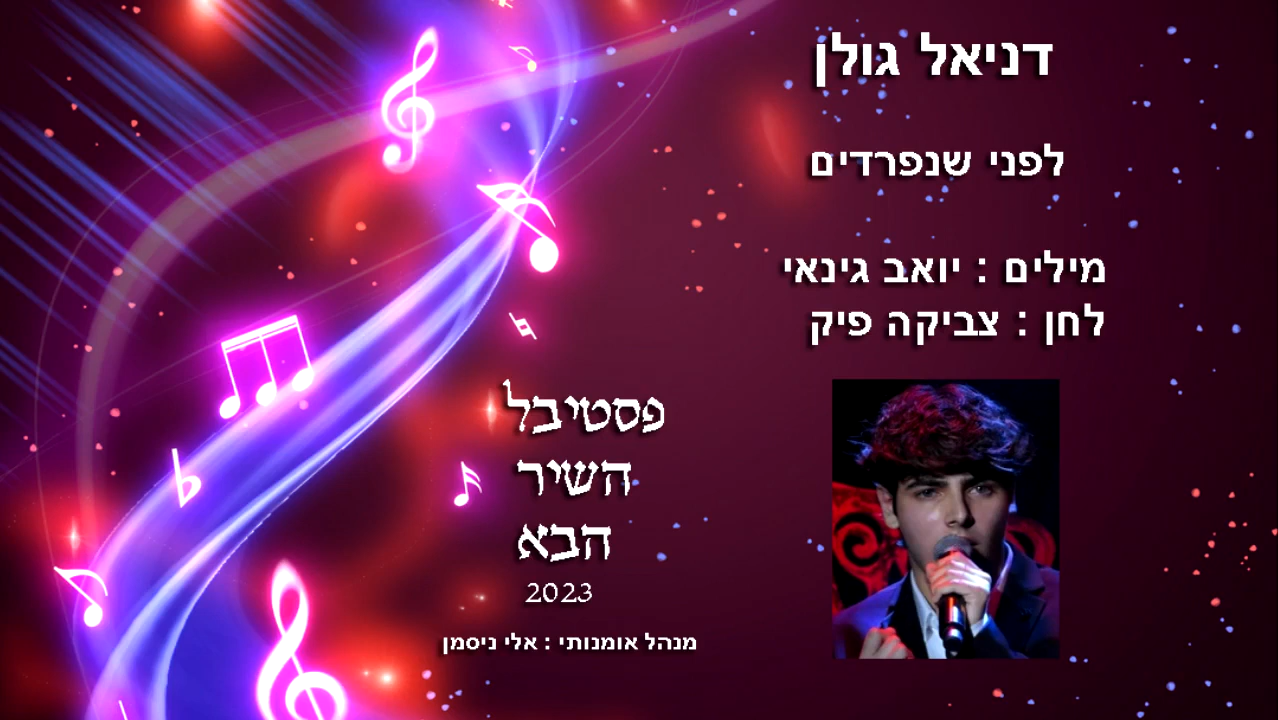 דניאל גולן
לפני שנפרדים
מילים : יואב גינאי
לחן : צביקה פיק
פסטיבל
השיר
הבא
2023
מנהל אומנותי : אלי ניסמן